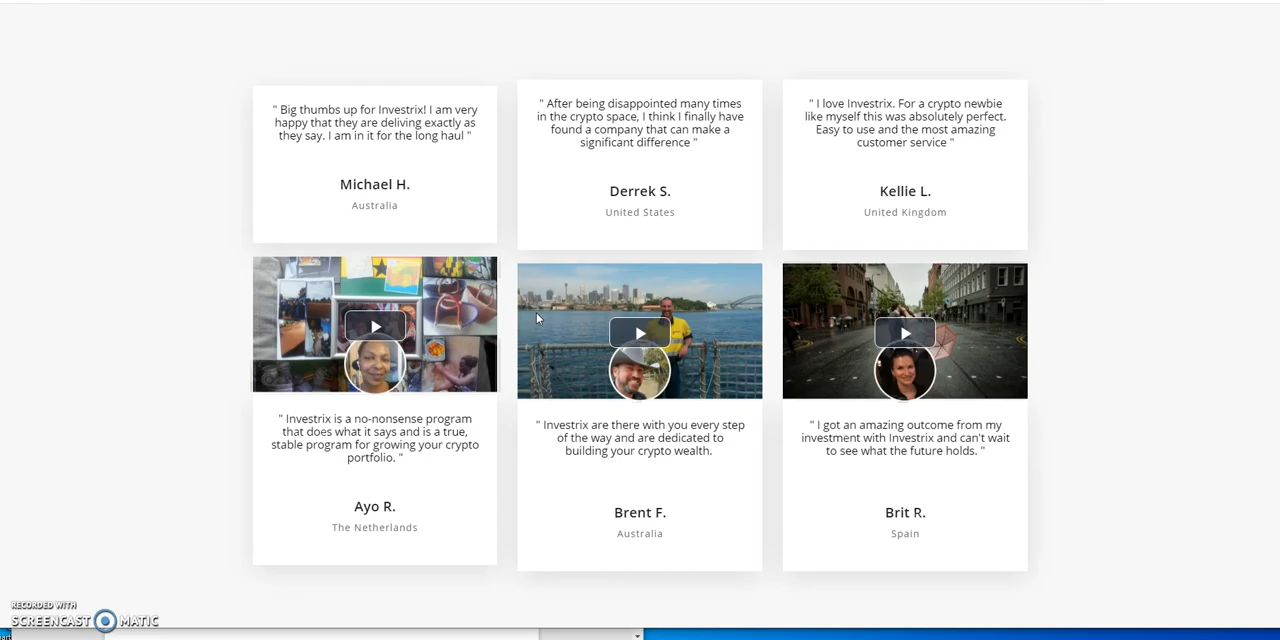 " Big thumbs up for Investrix! I am very
happy that they are deliving exactly as
they say. I am in it for the long haul "
Michael H.
Australia
" After being disappointed many times
in the crypto space, I think I finally have
found a company that can make a
significant difference "
Derrek S.
United States
" I love Investrix. For a crypto newbie
like myself this was absolutely perfect.
Easy to use and the most amazing
customer service "
Kellie L.
United Kingdom
" Investrix is a no-nonsense program
that does what it says and is a true,
stable program for growing your crypto
portfolio. "
Ayo R.
The Netherlands
" Investrix are there with you every step
of the way and are dedicated to
building your crypto wealth.
Brent F.
Australia
" I got an amazing outcome from my
investment with Investrix and can't wait
to see what the future holds. "
Brit R.
Spain
RECORDED WITH
SCREENCAST MATIC